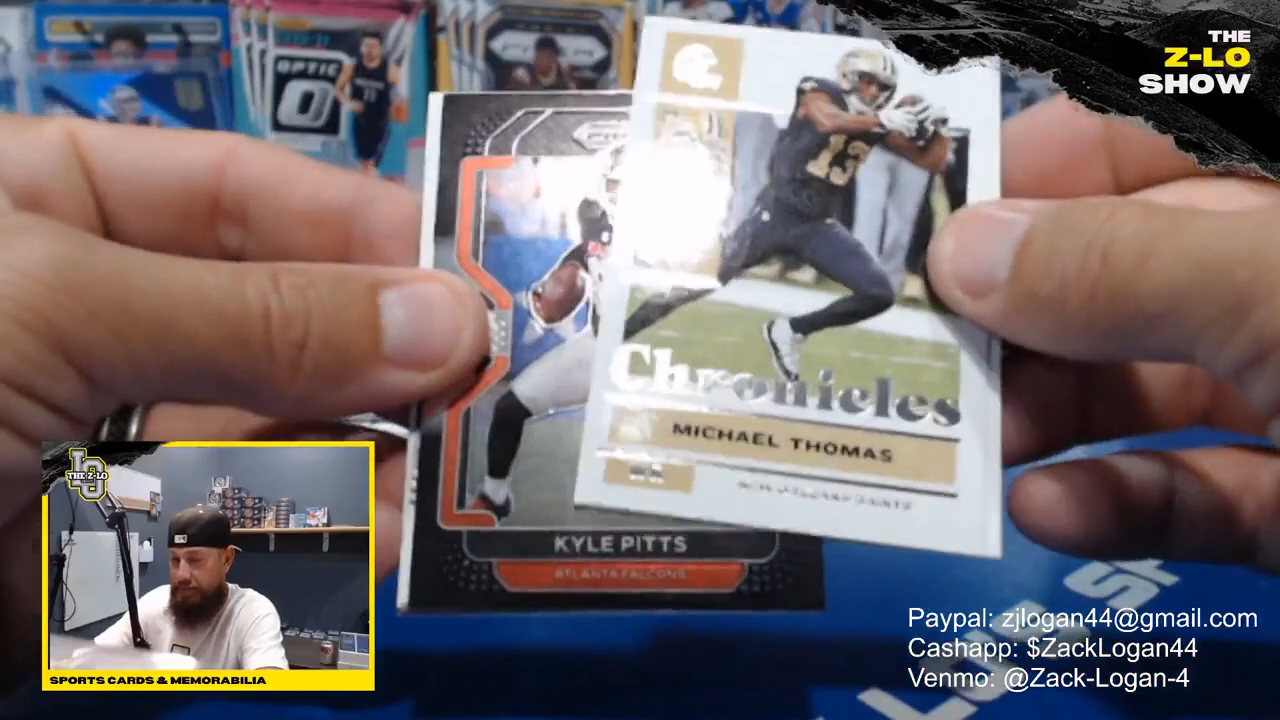 THE
Z-LO
SHOW
OPTIC
13
Chronicles
MICHAEL THOMAS
KYLE PITTS
ATLANTA FALCONS
THE Z-LO
SPORTS CARDS & MEMORABILIA
Paypal: zjlogan44@gmail.com
Cashapp: $ZackLogan44
Venmo: @Zack-Logan-4